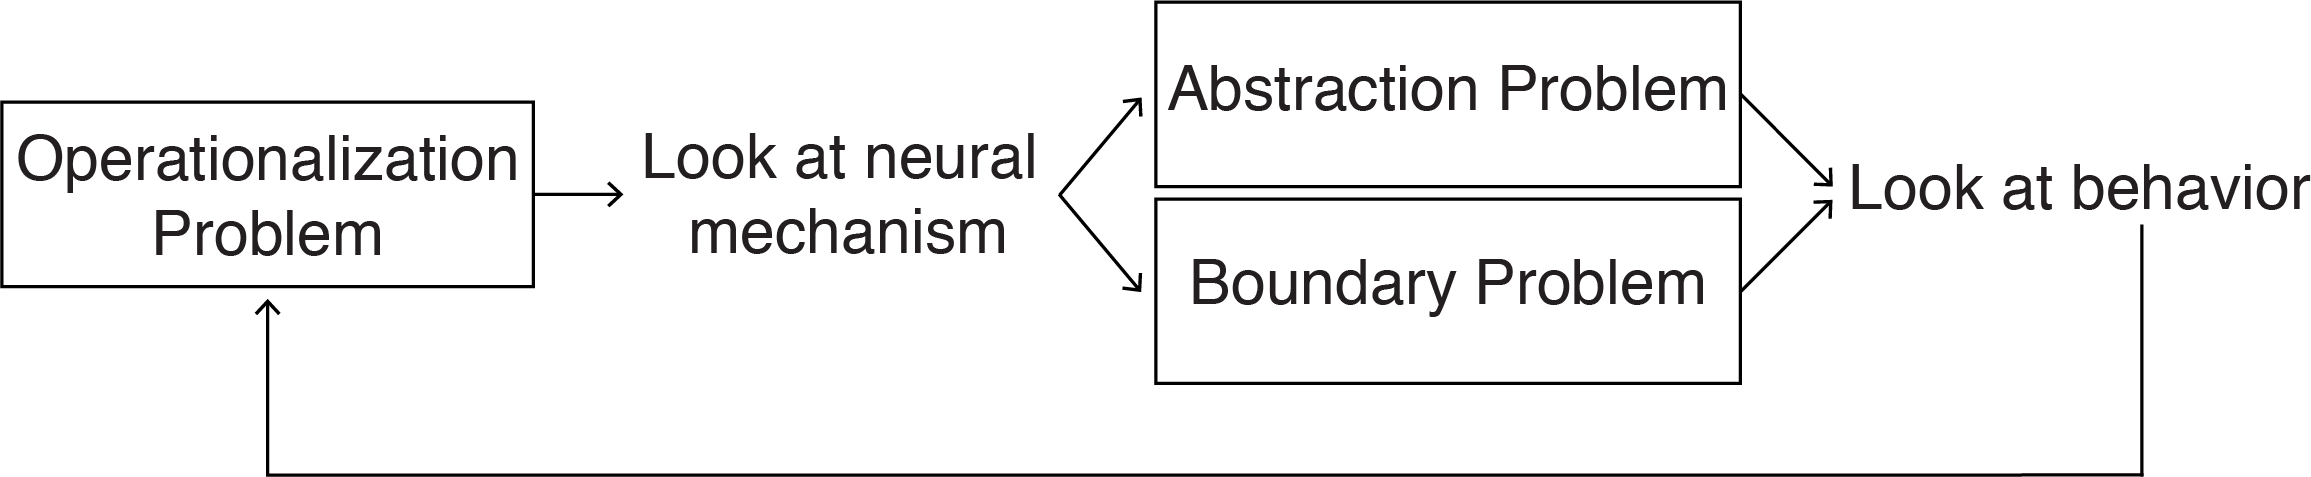 Operationalization
Problem
Look at neural
mechanism
Abstraction Problem
Boundary Problem
Look at behavior